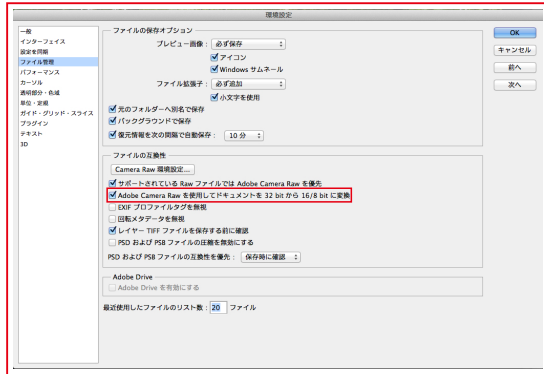 環境設定
一般
インターフェイス
設定を同期
ファイル管理
パフォーマンス
カーソル
透明部分・色域
単位・定規
ガイド・グリッド・スライス
プラグイン
テキスト
3D
ファイルの保存オプション
プレビュー画像： 必ず保存
アイコン
Windows サムネール
ファイル拡張子： 必ず追加
小文字を使用
元のフォルダーへ別名で保存
バックグラウンドで保存
復元情報を次の間隔で自動保存： 10 分
ファイルの互換性
Camera Raw 環境設定...
サポートされている Raw ファイルでは Adobe Camera Raw を優先
Adobe Camera Raw を使用してドキュメントを 32 bit から 16/8 bit に変換
EXIF プロファイルタグを無視
回転メタデータを無視
レイヤー TIFF ファイルを保存する前に確認
PSD および PSB ファイルの圧縮を無効にする
PSD および PSB ファイルの互換性を優先： 保存時に確認
Adobe Drive
Adobe Drive を有効にする
最近使用したファイルのリスト数： 20 ファイル
OK
キャンセル
前へ
次へ